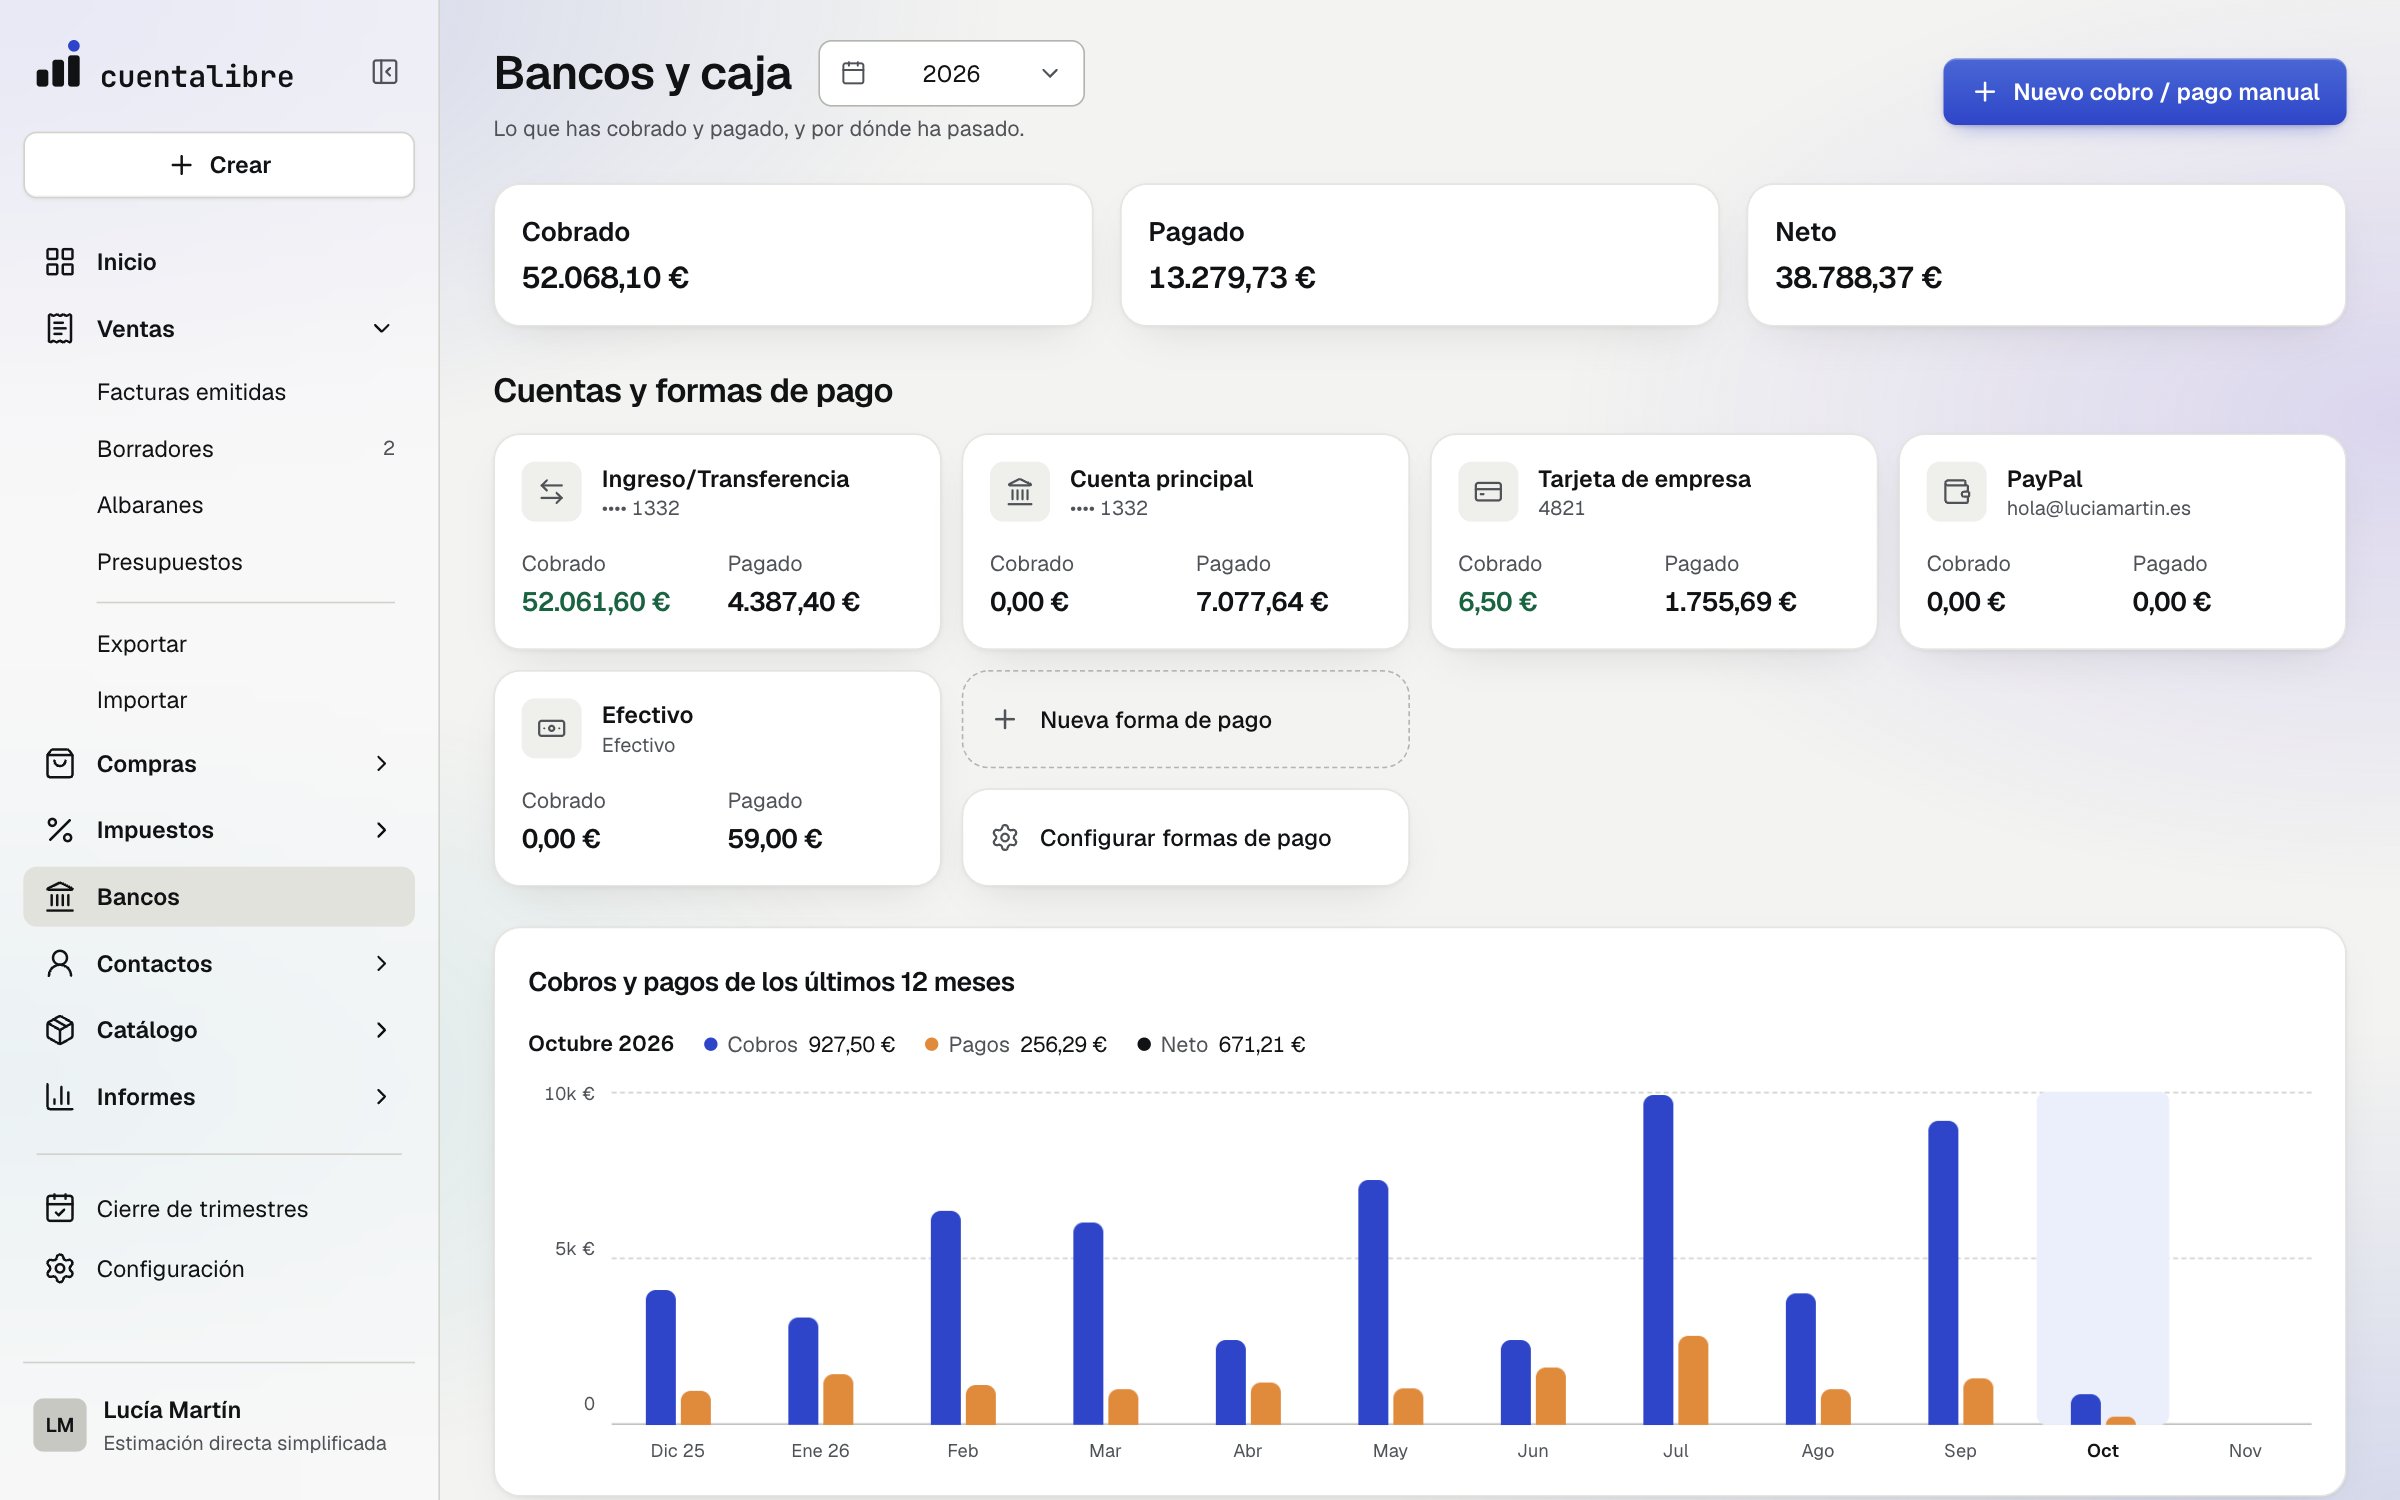 cuentalibre
Crear
Inicio
Ventas
Facturas emitidas
Borradores 2
Albaranes
Presupuestos
Exportar
Importar
Compras
Impuestos
Bancos
Contactos
Catálogo
Informes
Cierre de trimestres
Configuración
LM
Lucía Martín
Estimación directa simplificada
Bancos y caja
2026
Lo que has cobrado y pagado, y por dónde ha pasado.
Nuevo cobro / pago manual
Cobrado
52.068,10 €
Pagado
13.279,73 €
Neto
38.788,37 €
Cuentas y formas de pago
Ingreso/Transferencia
•••• 1332
Cobrado Pagado
52.061,60 € 4.387,40 €
Cuenta principal
•••• 1332
Cobrado Pagado
0,00 € 7.077,64 €
Tarjeta de empresa
4821
Cobrado Pagado
6,50 € 1.755,69 €
PayPal
hola@luciamartin.es
Cobrado Pagado
0,00 € 0,00 €
Efectivo
Efectivo
Cobrado Pagado
0,00 € 59,00 €
Nueva forma de pago
Configurar formas de pago
Cobros y pagos de los últimos 12 meses
Octubre 2026 Cobros 927,50 € Pagos 256,29 € Neto 671,21 €
10k €
5k €
0
Dic 25 Ene 26 Feb Mar Abr May Jun Jul Ago Sep Oct Nov